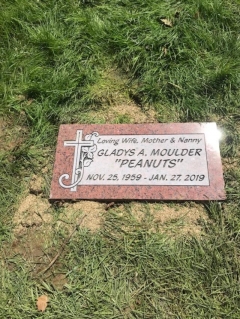 Loving Wife, Mother & Nanny
GLADYS A. MOULDER
"PEANUTS"
NOV. 25, 1959 - JAN. 27, 2019